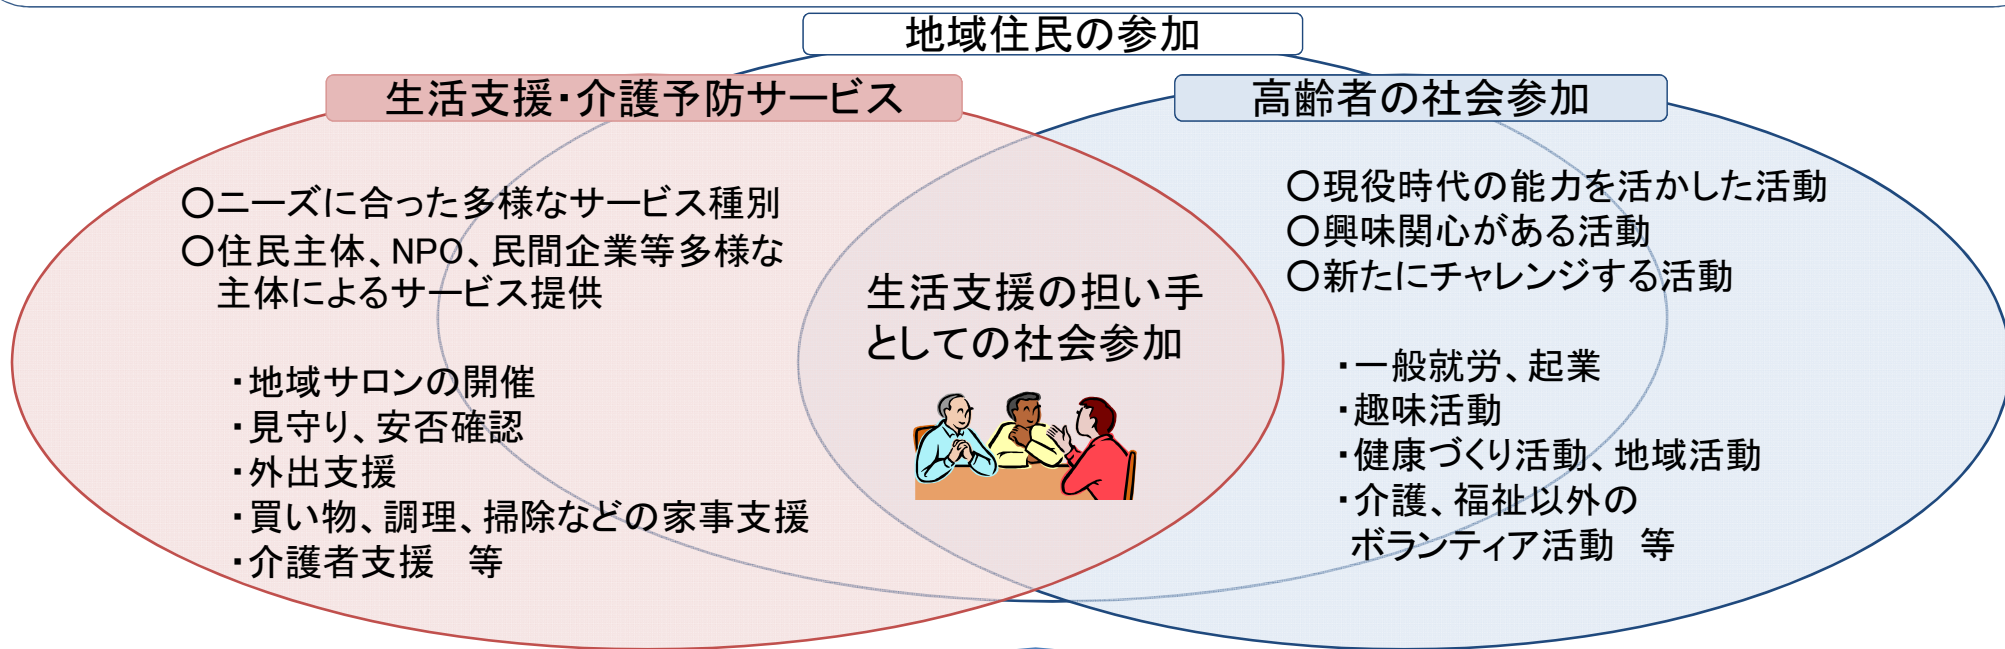 地域住民の参加
生活支援・介護予防サービス
○ニーズに合った多様なサービス種別
○住民主体、NPO、民間企業等多様な
主体によるサービス提供
・地域サロンの開催
・見守り、安否確認
・外出支援
・買い物、調理、掃除などの家事支援
・介護者支援　等
生活支援の担い手
としての社会参加
高齢者の社会参加
○現役時代の能力を活かした活動
○興味関心がある活動
○新たにチャレンジする活動
・一般就労、起業
・趣味活動
・健康づくり活動、地域活動
・介護、福祉以外の
ボランティア活動　等